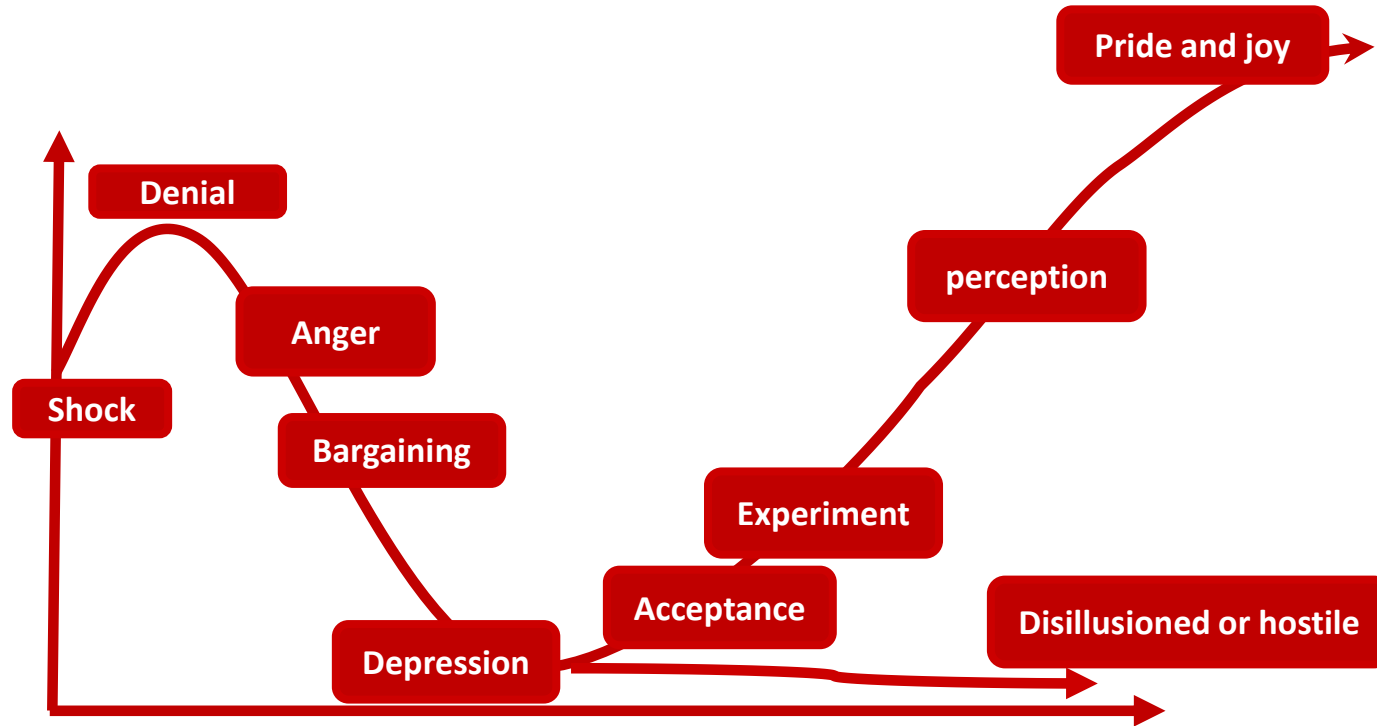 Shock
Denial
Anger
Bargaining
Depression
Acceptance
Experiment
perception
Pride and joy
Disillusioned or hostile